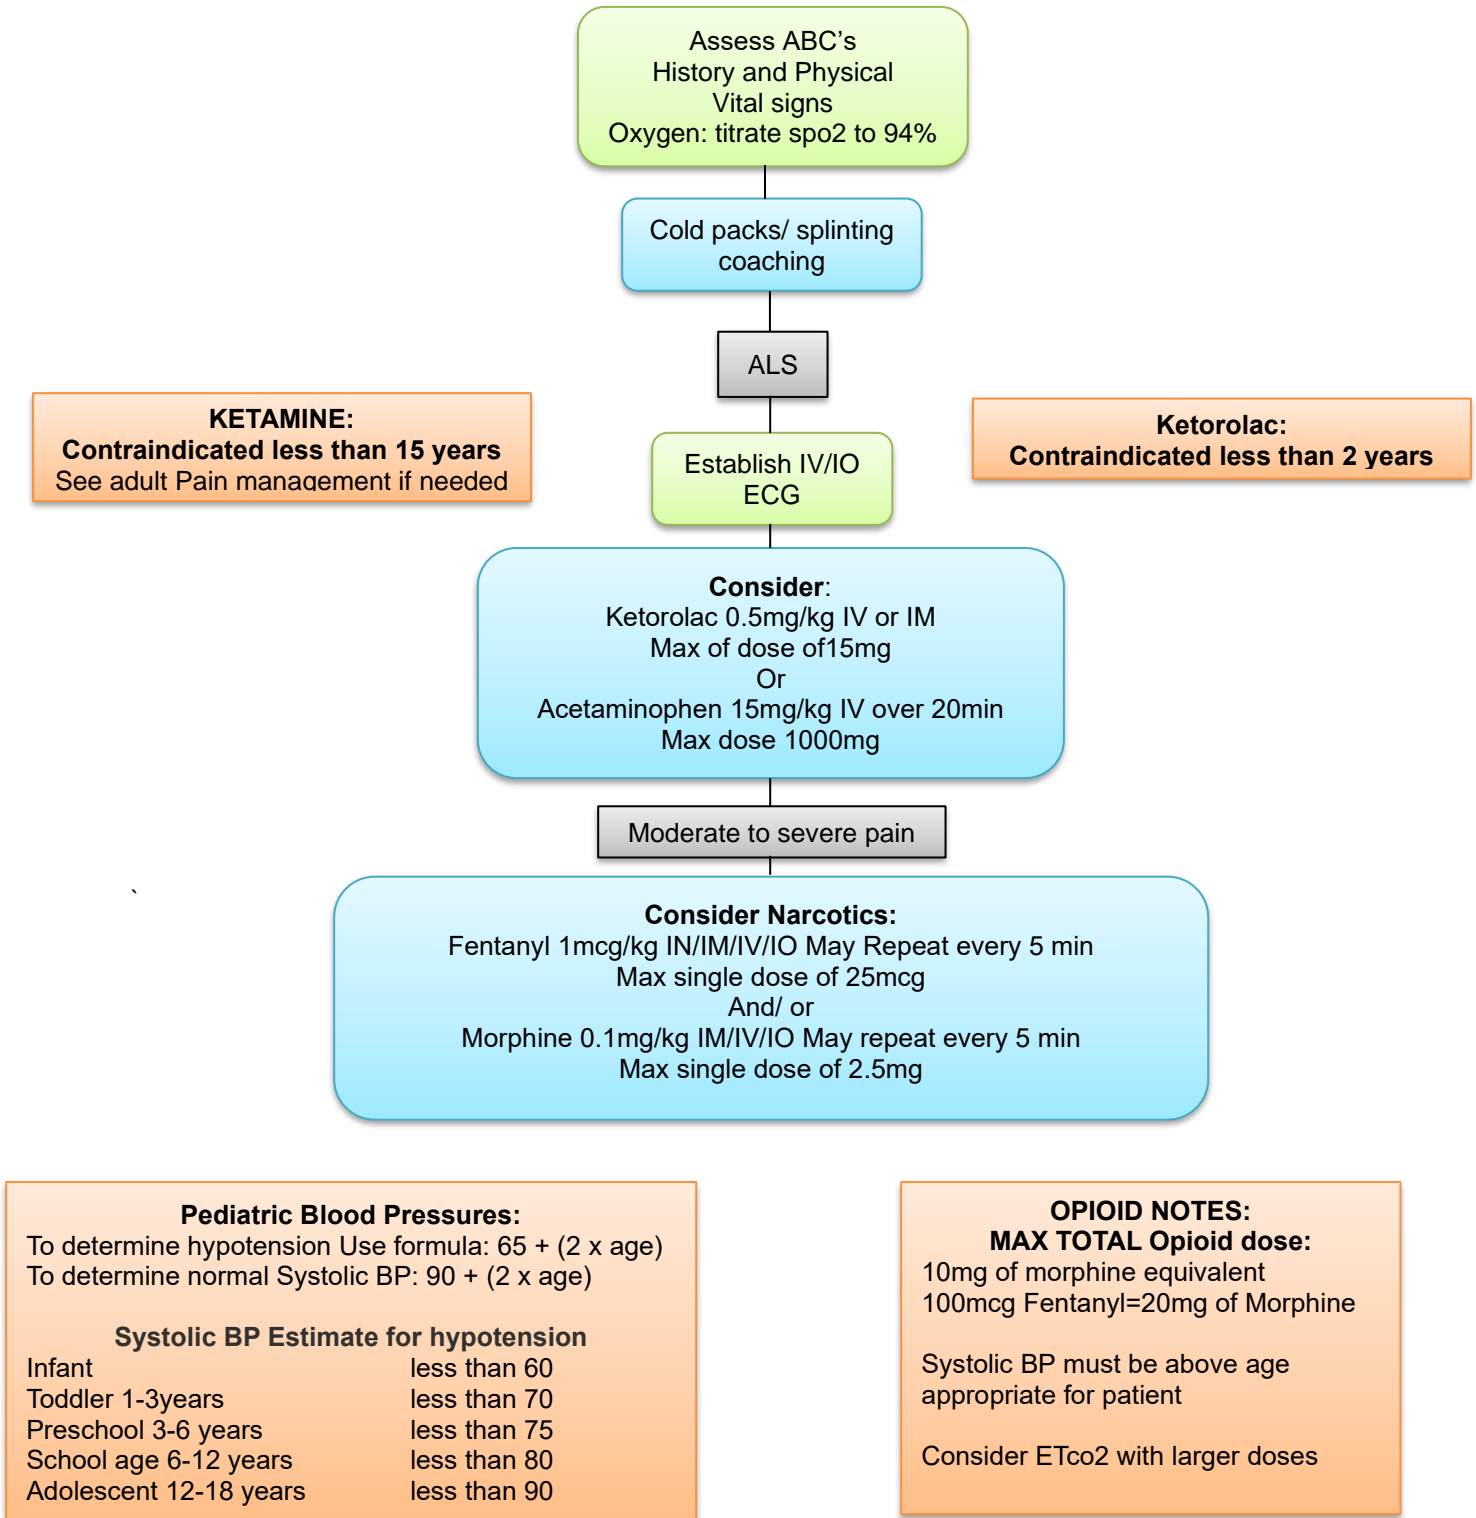 Assess ABC’s
History and Physical
Vital signs
Oxygen: titrate spo2 to 94%
Cold packs/ splinting
coaching
ALS
KETAMINE:
Contraindicated less than 15 years
See adult Pain management if needed
Ketorolac:
Contraindicated less than 2 years
Establish IV/IO
ECG
Consider:
Ketorolac 0.5mg/kg IV or IM
Max of dose of15mg
Or
Acetaminophen 15mg/kg IV over 20min
Max dose 1000mg
Moderate to severe pain
`
Consider Narcotics:
Fentanyl 1mcg/kg IN/IM/IV/IO May Repeat every 5 min
Max single dose of 25mcg
And/ or
Morphine 0.1mg/kg IM/IV/IO May repeat every 5 min
Max single dose of 2.5mg
Pediatric Blood Pressures:
To determine hypotension Use formula: 65 + (2 x age)
To determine normal Systolic BP: 90 + (2 x age)
Systolic BP Estimate for hypotension
Infant less than 60
Toddler 1-3years less than 70
Preschool 3-6 years less than 75
School age 6-12 years less than 80
Adolescent 12-18 years less than 90
OPIOID NOTES:
MAX TOTAL Opioid dose:
10mg of morphine equivalent
100mcg Fentanyl=20mg of Morphine
Systolic BP must be above age
appropriate for patient
Consider ETco2 with larger doses